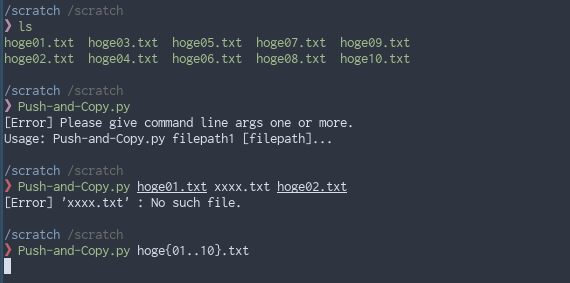 /scratch /scratch
❯ ls
hoge01.txt  hoge03.txt  hoge05.txt  hoge07.txt  hoge09.txt
hoge02.txt  hoge04.txt  hoge06.txt  hoge08.txt  hoge10.txt
/scratch /scratch
❯ Push-and-Copy.py
[Error] Please give command line args one or more.
Usage: Push-and-Copy.py filepath1 [filepath]...
/scratch /scratch
❯ Push-and-Copy.py hoge01.txt xxxx.txt hoge02.txt
[Error] 'xxxx.txt' : No such file.
/scratch /scratch
❯ Push-and-Copy.py hoge{01..10}.txt